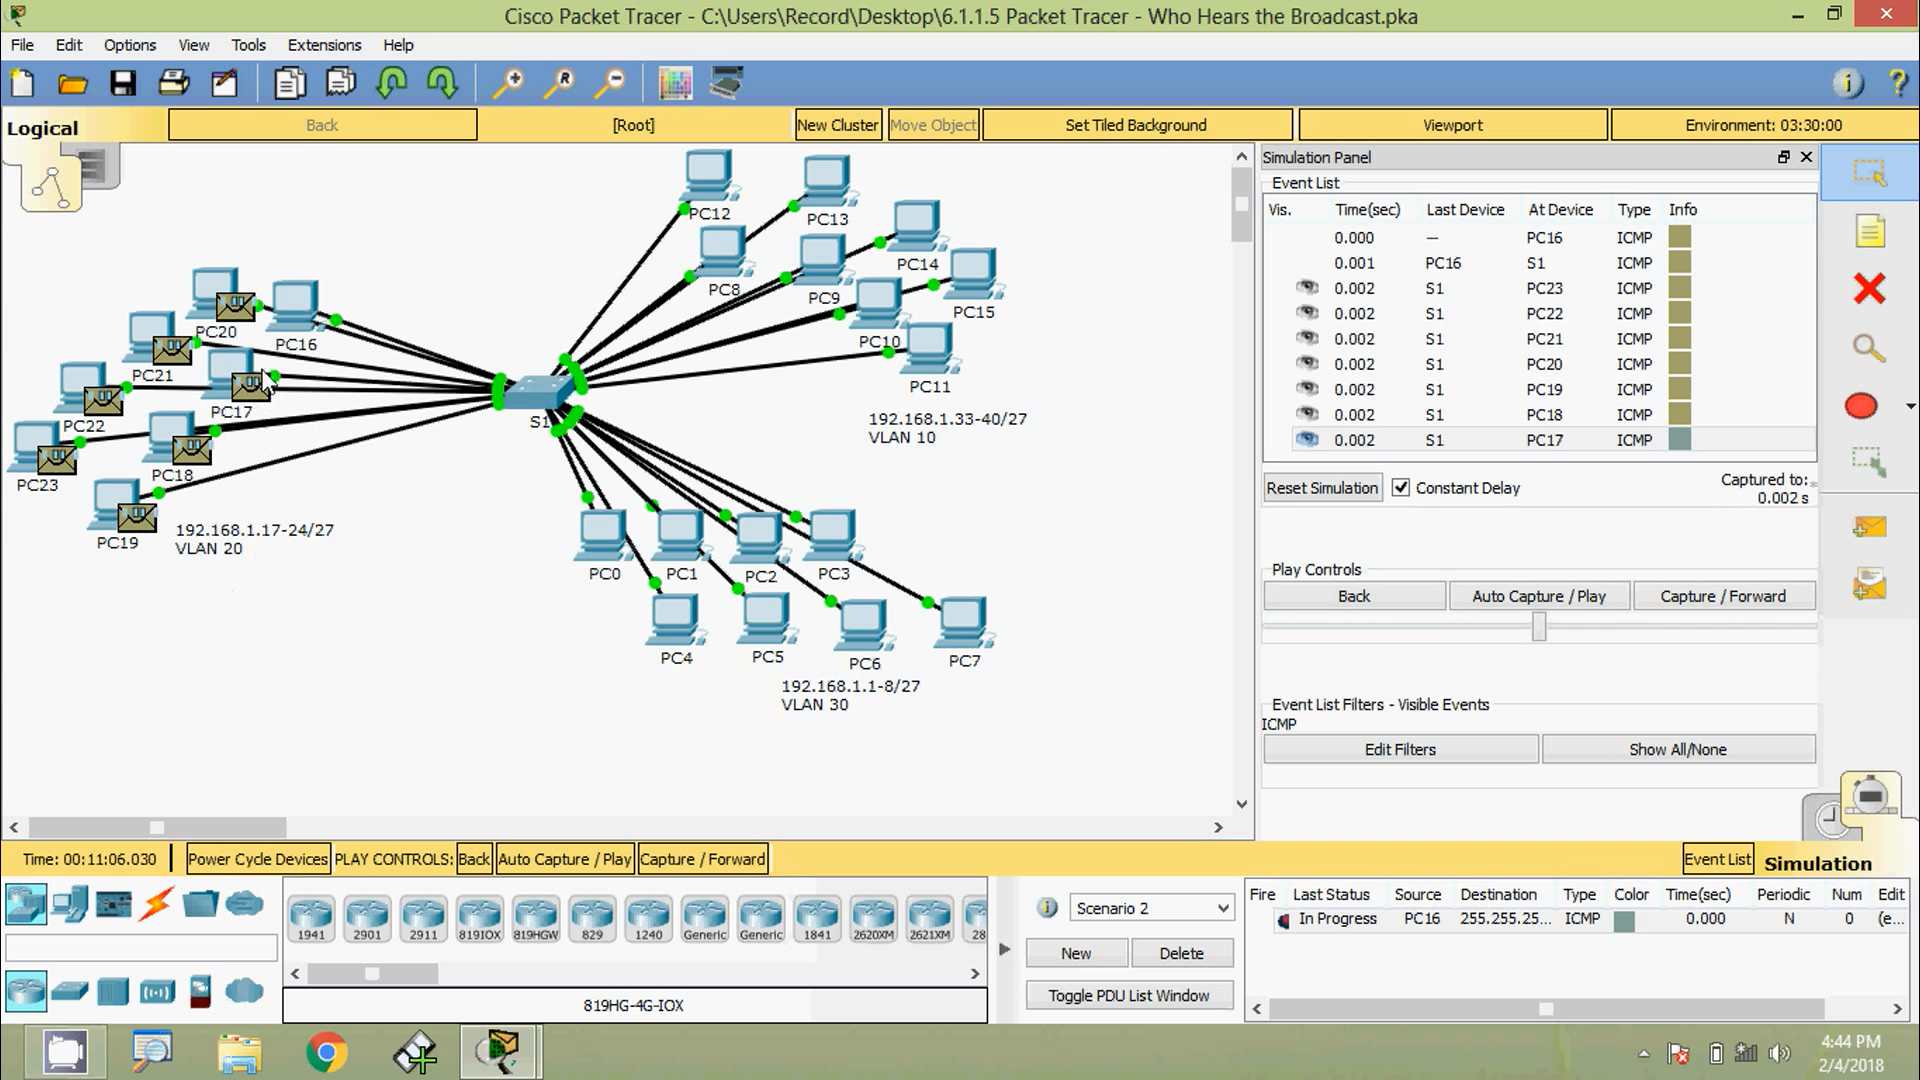 Cisco Packet Tracer - C:\Users\Record\Desktop\6.1.1.5 Packet Tracer - Who Hears the Broadcast.pka
File Edit Options View Tools Extensions Help
Logical Back [Root] New Cluster Move Object Set Tiled Background Viewport Environment: 03:30:00
PC12
PC13
PC14
PC8
PC9
PC15
PC10
PC11
192.168.1.33-40/27
VLAN 10
PC20
PC16
PC21
PC17
PC22
PC18
PC23
PC19
192.168.1.17-24/27
VLAN 20
S1
PC0
PC1
PC2
PC3
PC4
PC5
PC6
PC7
192.168.1.1-8/27
VLAN 30
Simulation Panel
Event List
Vis. Time(sec) Last Device At Device Type Info
0.000 -- PC16 ICMP
0.001 PC16 S1 ICMP
0.002 S1 PC23 ICMP
0.002 S1 PC22 ICMP
0.002 S1 PC21 ICMP
0.002 S1 PC20 ICMP
0.002 S1 PC19 ICMP
0.002 S1 PC18 ICMP
0.002 S1 PC17 ICMP
Reset Simulation Constant Delay Captured to:
0.002 s
Play Controls
Back Auto Capture / Play Capture / Forward
Event List Filters - Visible Events
ICMP
Edit Filters Show All/None
Time: 00:11:06.030 Power Cycle Devices PLAY CONTROLS: Back Auto Capture / Play Capture / Forward Event List Simulation
1941 2901 2911 819IOX 819HGW 829 1240 Generic Generic 1841 2620XM 2621XM 28
819HG-4G-IOX
Scenario 2
New Delete
Toggle PDU List Window
Fire Last Status Source Destination Type Color Time(sec) Periodic Num Edit
In Progress PC16 255.255.25... ICMP 0.000 N 0 (e...
4:44 PM
2/4/2018